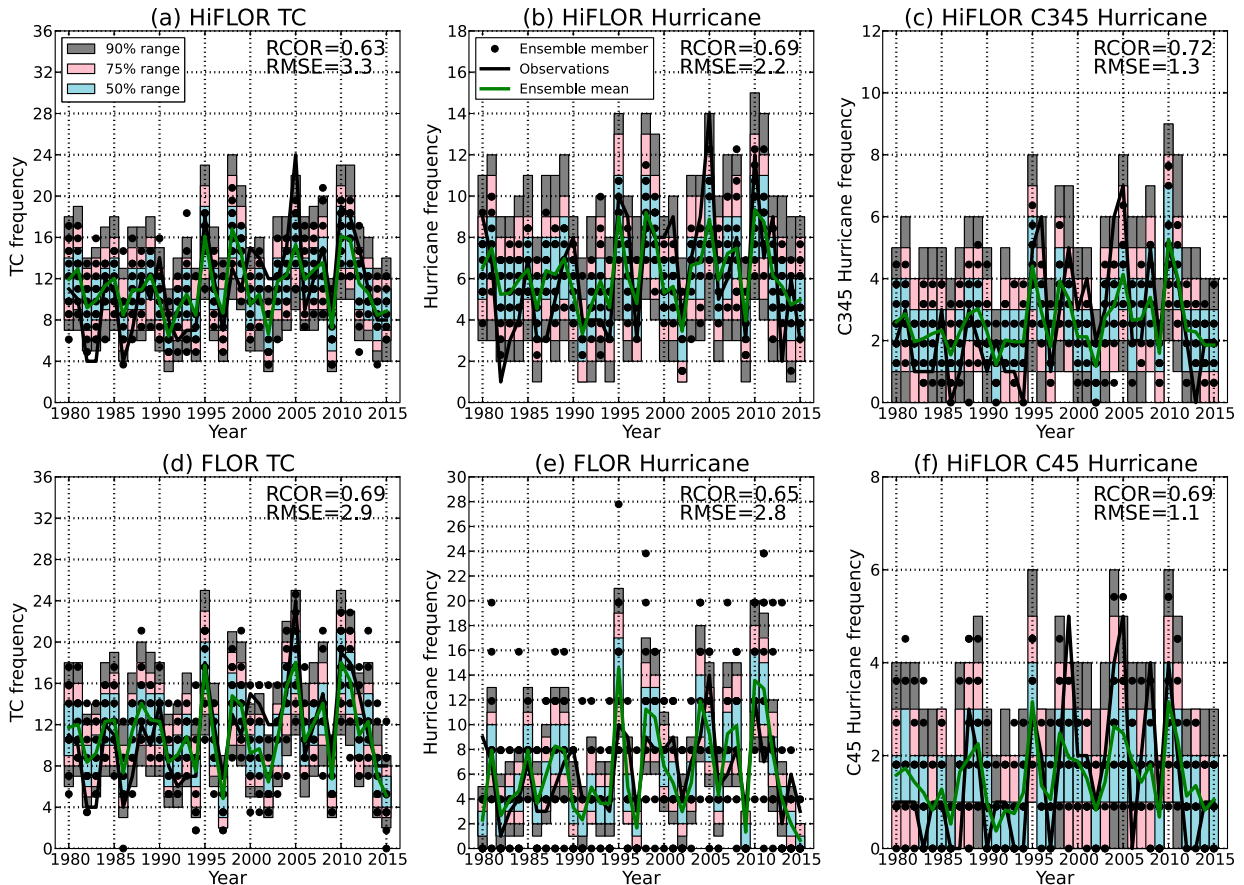 (a) HiFLOR TC
36
32
28
24
20
16
12
8
4
0
TC frequency
90% range
75% range
50% range
RCOR=0.63
RMSE=3.3
1980 1985 1990 1995 2000 2005 2010 2015
Year
(b) HiFLOR Hurricane
18
16
14
12
10
8
6
4
2
0
Hurricane frequency
Ensemble member
Observations
Ensemble mean
RCOR=0.69
RMSE=2.2
1980 1985 1990 1995 2000 2005 2010 2015
Year
(c) HiFLOR C345 Hurricane
12
10
8
6
4
2
0
C345 Hurricane frequency
RCOR=0.72
RMSE=1.3
1980 1985 1990 1995 2000 2005 2010 2015
Year
(d) FLOR TC
36
32
28
24
20
16
12
8
4
0
TC frequency
RCOR=0.69
RMSE=2.9
1980 1985 1990 1995 2000 2005 2010 2015
Year
(e) FLOR Hurricane
30
28
26
24
22
20
18
16
14
12
10
8
6
4
2
0
Hurricane frequency
RCOR=0.65
RMSE=2.8
1980 1985 1990 1995 2000 2005 2010 2015
Year
(f) HiFLOR C45 Hurricane
8
6
4
2
0
C45 Hurricane frequency
RCOR=0.69
RMSE=1.1
1980 1985 1990 1995 2000 2005 2010 2015
Year